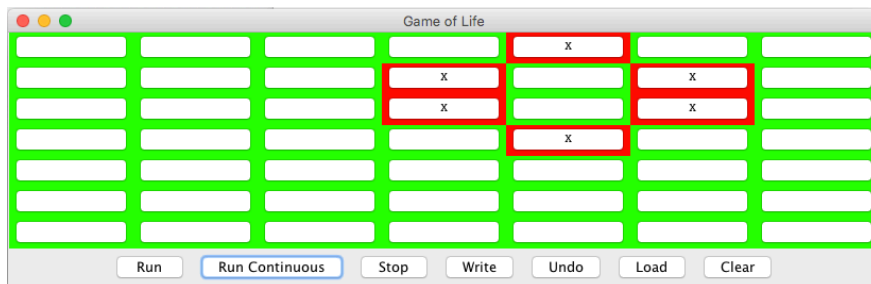 Game of Life
x
x x
x x
x
Run Run Continuous Stop Write Undo Load Clear